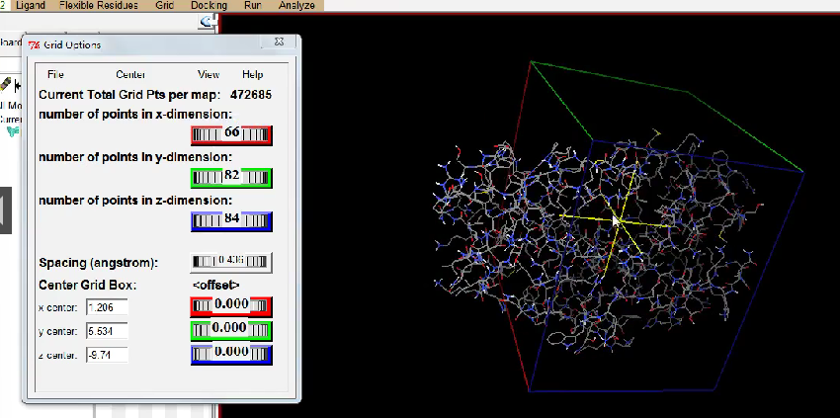 2 Ligand Flexible Residues Grid Docking Run Analyze
Grid Options
File Center View Help
Current Total Grid Pts per map: 472685
number of points in x-dimension:
66
number of points in y-dimension:
82
number of points in z-dimension:
84
Spacing (angstrom): 0.436
Center Grid Box: <offset>
x center: 1.206 0.000
y center: 5.534 0.000
z center: -9.74 0.000